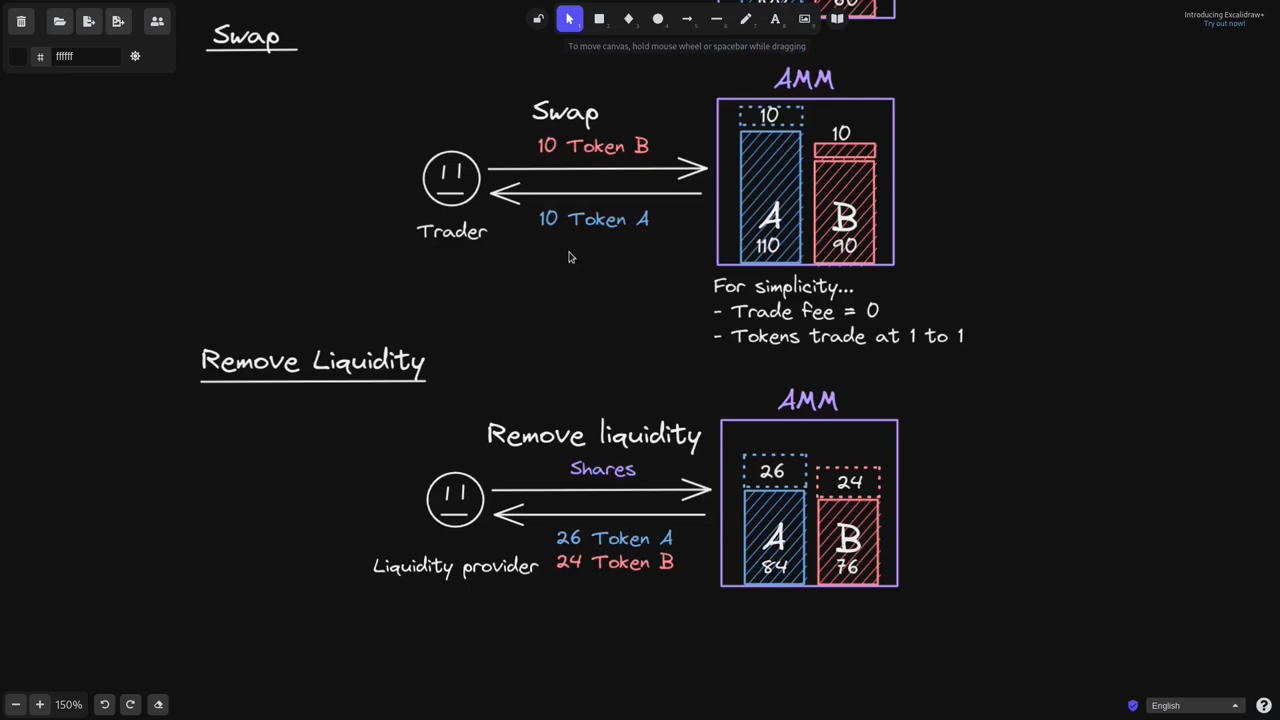 Introducing Excalidraw+
Try out now!
Swap
# ffffff
To move canvas, hold mouse wheel or spacebar while dragging
AMM
Swap
10 Token B
10 Token A
Trader
10
10
A
110
B
90
For simplicity...
- Trade fee = 0
- Tokens trade at 1 to 1
Remove Liquidity
AMM
Remove liquidity
Shares
26 Token A
24 Token B
Liquidity provider
26
24
A
84
B
76
150%
English